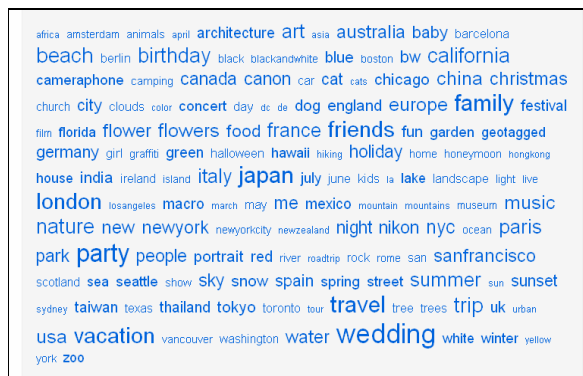 africa amsterdam animals april architecture art asia australia baby barcelona
beach berlin birthday black blackandwhite blue boston bw california
cameraphone camping canada canon car cat cats chicago china christmas
church city clouds color concert day dc de dog england europe family festival
film florida flower flowers food france friends fun garden geotagged
germany girl graffiti green halloween hawaii hiking holiday home honeymoon hongkong
house india ireland island italy japan july june kids la lake landscape light live
london losangeles macro march may me mexico mountain mountains museum music
nature new newyork newyorkcity newzealand night nikon nyc ocean paris
park party people portrait red river roadtrip rock rome san sanfrancisco
scotland sea seattle show sky snow spain spring street summer sun sunset
sydney taiwan texas thailand tokyo toronto tour travel tree trees trip uk urban
usa vacation vancouver washington water wedding white winter yellow
york zoo